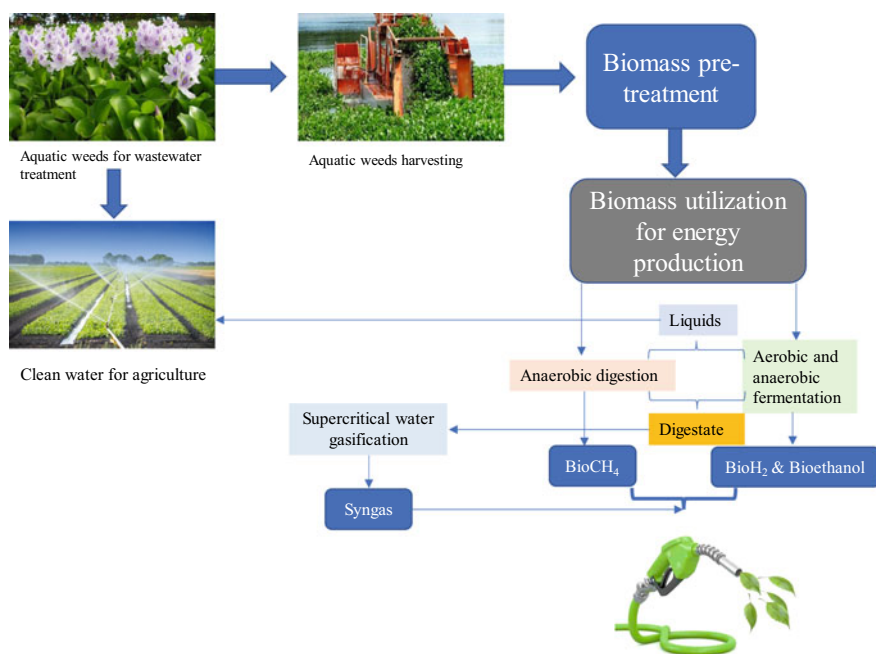 Aquatic weeds for wastewater
treatment
Aquatic weeds harvesting
Biomass pre-
treatment
Biomass utilization
for energy
production
Clean water for agriculture
Liquids
Anaerobic digestion
Aerobic and
anaerobic
fermentation
Supercritical water
gasification
Digestate
BioCH₄
BioH₂ & Bioethanol
Syngas